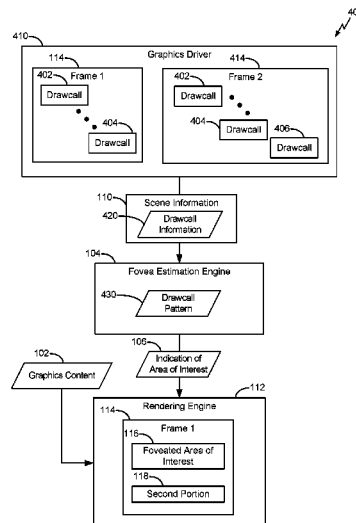 410
Graphics Driver
114
Frame 1
402
Drawcall
404
Drawcall
414
Frame 2
402
Drawcall
404
Drawcall
406
Drawcall
110
Scene Information
420
Drawcall
Information
104
Fovea Estimation Engine
430
Drawcall
Pattern
106
Indication of
Area of Interest
102
Graphics Content
112
Rendering Engine
114
Frame 1
116
Foveated Area of
Interest
118
Second Portion